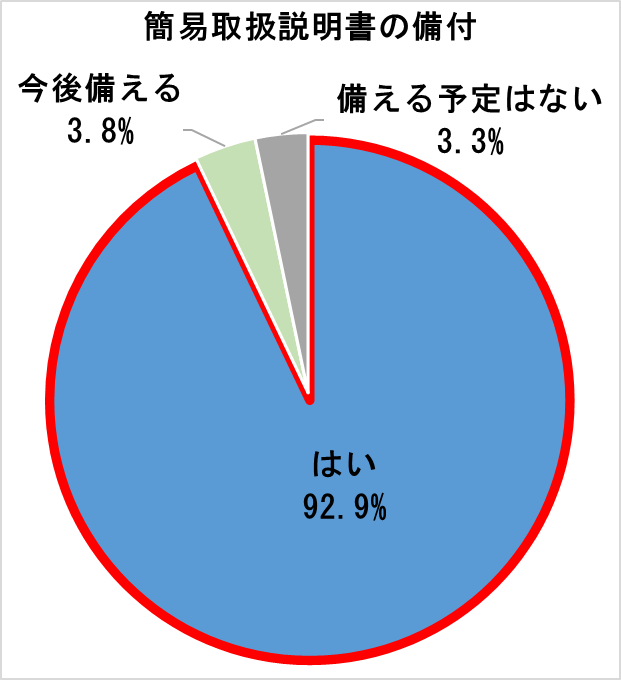 簡易取扱説明書の備付
今後備える
3.8%
備える予定はない
3.3%
はい
92.9%